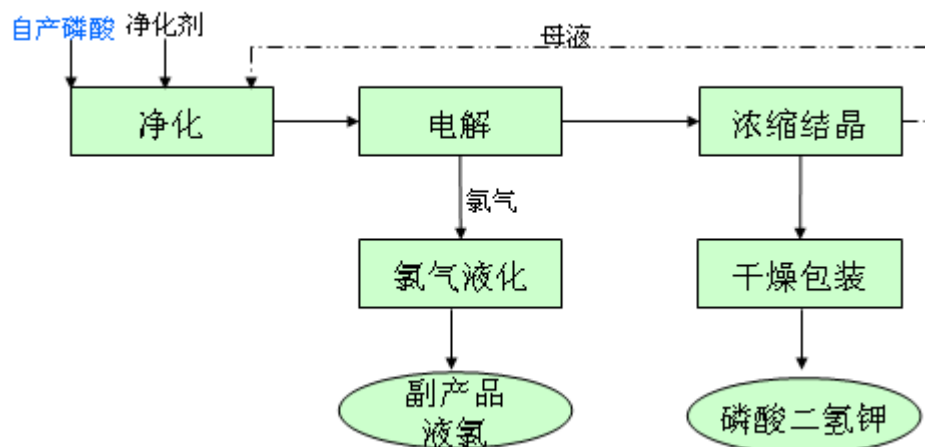 自产磷酸 净化剂
母液
净化
电解
浓缩结晶
氯气
氯气液化
干燥包装
副产品
液氯
磷酸二氢钾